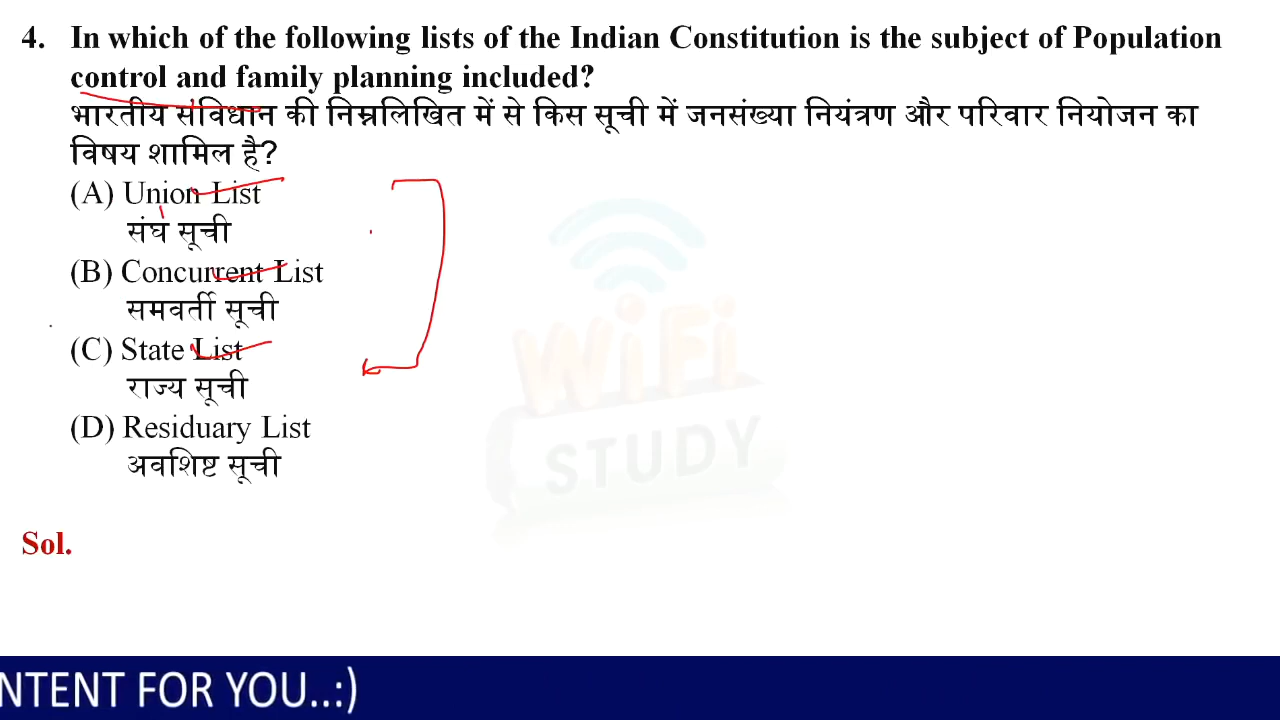 4. In which of the following lists of the Indian Constitution is the subject of Population
control and family planning included?
भारतीय संविधान की निम्नलिखित में से किस सूची में जनसंख्या नियंत्रण और परिवार नियोजन का
विषय शामिल है?
(A) Union List
संघ सूची
(B) Concurrent List
समवर्ती सूची
(C) State List
राज्य सूची
(D) Residuary List
अवशिष्ट सूची
WiFi
STUDY
Sol.
NTENT FOR YOU..:)